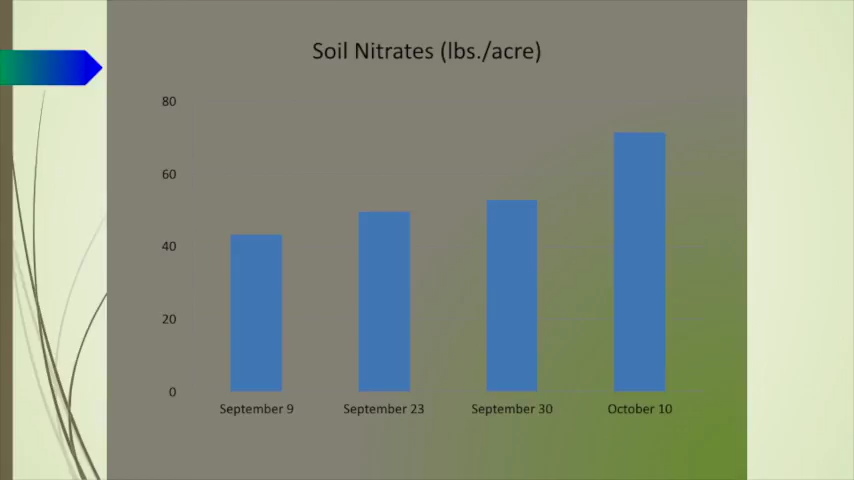 Soil Nitrates (lbs./acre)
80
60
40
20
0
September 9
September 23
September 30
October 10